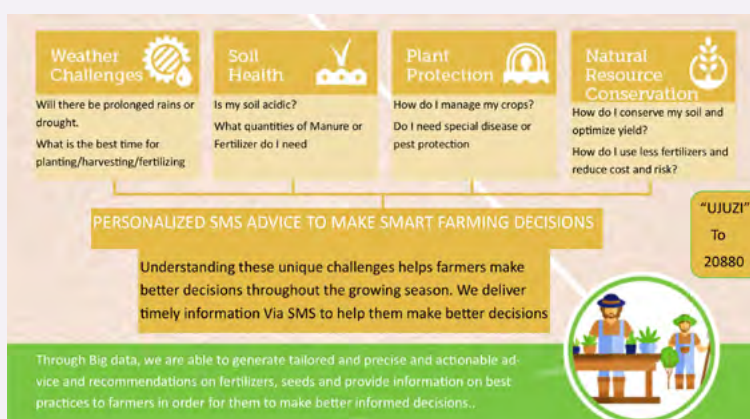 Weather
Challenges
Will there be prolonged rains or
drought.
What is the best time for
planting/harvesting/fertilizing
Soil
Health
Is my soil acidic?
What quantities of Manure or
Fertilizer do I need
Plant
Protection
How do I manage my crops?
Do I need special disease or
pest protection
Natural
Resource
Conservation
How do I conserve my soil and
optimize yield?
How do I use less fertilizers and
reduce cost and risk?
PERSONALIZED SMS ADVICE TO MAKE SMART FARMING DECISIONS
"UJUZI"
To
20880
Understanding these unique challenges helps farmers make
better decisions throughout the growing season. We deliver
timely information Via SMS to help them make better decisions
Through Big data, we are able to generate tailored and precise and actionable ad-
vice and recommendations on fertilizers, seeds and provide information on best
practices to farmers in order for them to make better informed decisions..